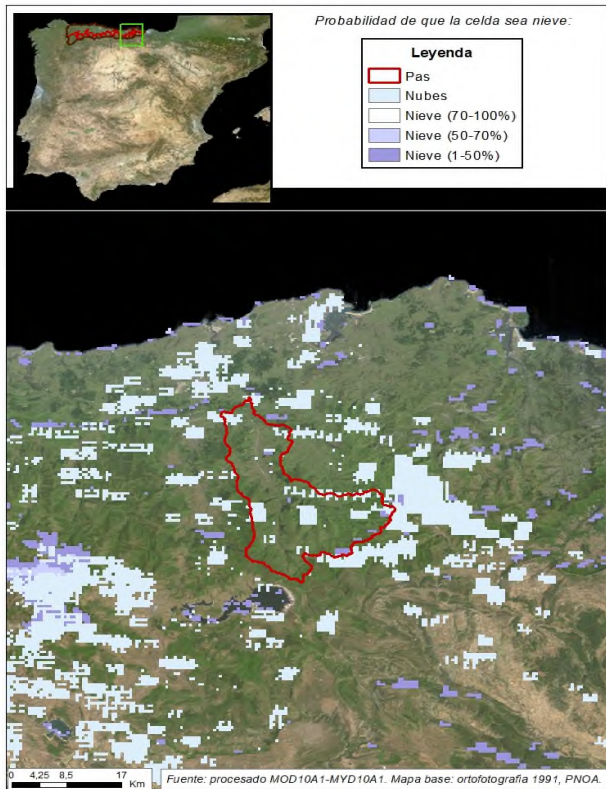 Probabilidad de que la celda sea nieve:
Leyenda
Pas
Nubes
Nieve (70-100%)
Nieve (50-70%)
Nieve (1-50%)
0 4,25 8,5 17
Km
Fuente: procesado MOD10A1-MYD10A1. Mapa base: ortofotografia 1991, PNOA.